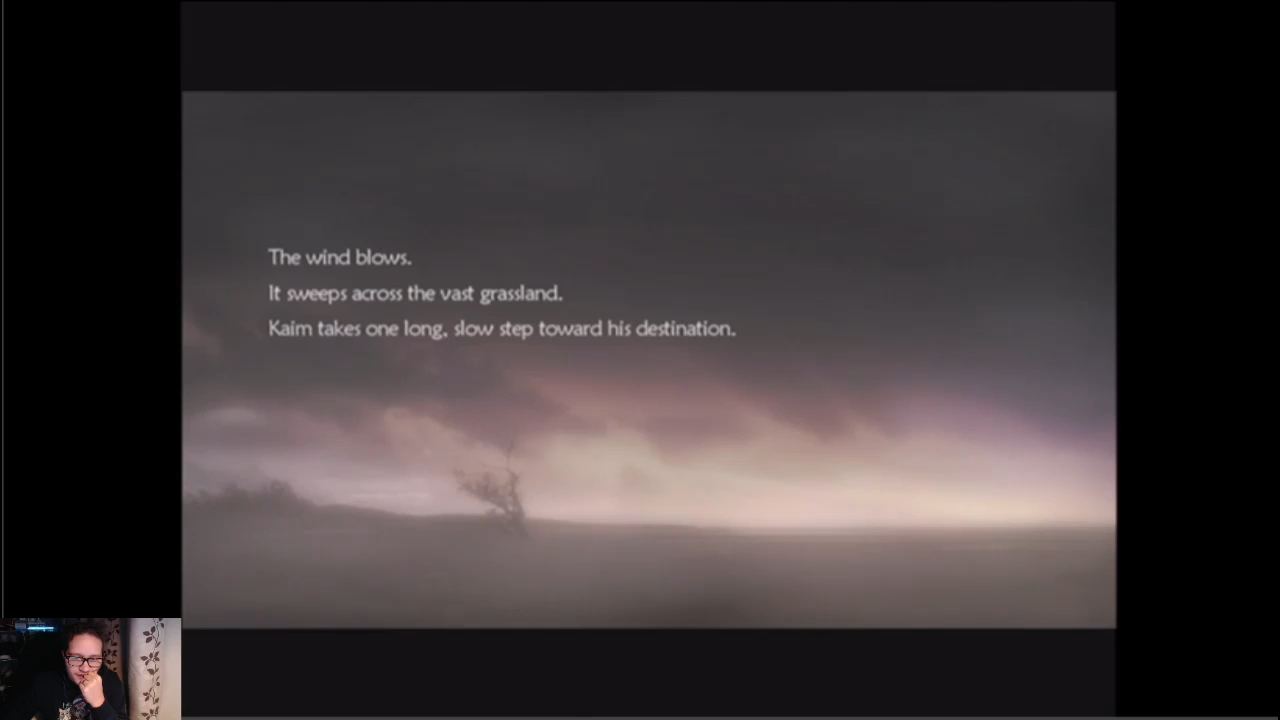 The wind blows.
It sweeps across the vast grassland.
Kaim takes one long, slow step toward his destination.